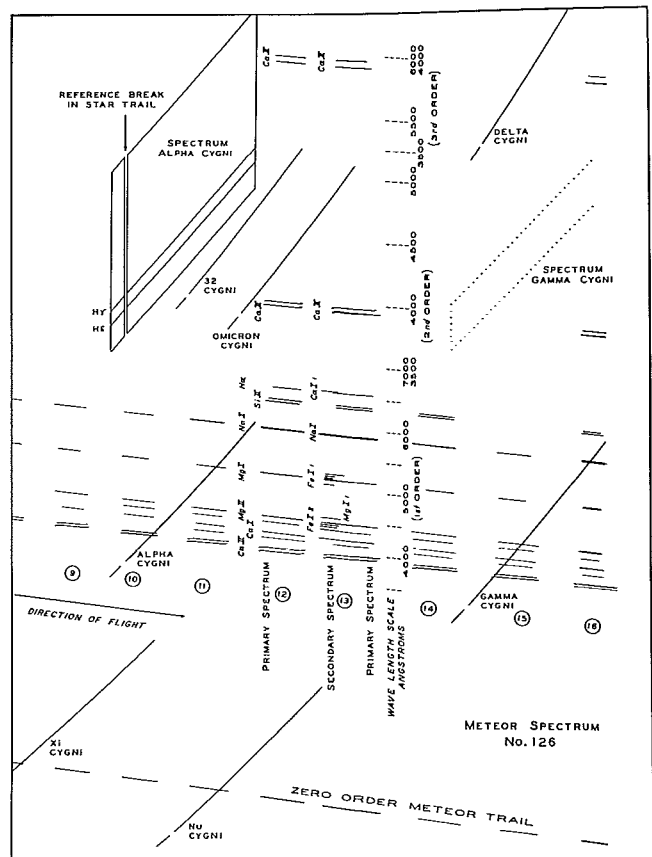 Ca II
Ca II
6000
4000
REFERENCE BREAK
IN STAR TRAIL
SPECTRUM
ALPHA CYGNI
5500
(3rd ORDER)
DELTA
CYGNI
5000
SPECTRUM
GAMMA CYGNI
4500
32
CYGNI
Hγ
Hδ
Ca II
Ca II
4000
(2nd ORDER)
OMICRON
CYGNI
7000
3500
Hα
Si II
Ca I
Na I
Na I
6000
Mg I
Fe I
5000
(1st ORDER)
Mg II
Mg I
Fe I
Ca II
Ca I
4000
ALPHA
CYGNI
9
10
11
12
13
14
15
16
GAMMA
CYGNI
DIRECTION OF FLIGHT
PRIMARY SPECTRUM
SECONDARY SPECTRUM
PRIMARY SPECTRUM
WAVE LENGTH SCALE
ANGSTROMS
METEOR SPECTRUM
No. 126
XI
CYGNI
ZERO ORDER METEOR TRAIL
NU
CYGNI